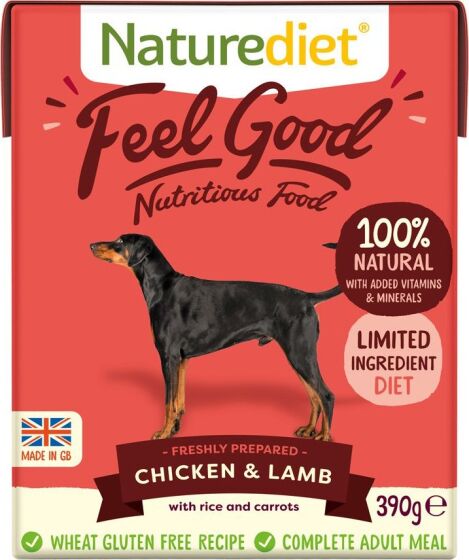 Naturediet®
Feel Good
Nutritious Food
100%
NATURAL
WITH ADDED VITAMINS
& MINERALS
LIMITED
INGREDIENT
DIET
MADE IN GB
- FRESHLY PREPARED -
CHICKEN & LAMB
with rice and carrots
390g e
WHEAT GLUTEN FREE RECIPE
COMPLETE ADULT MEAL